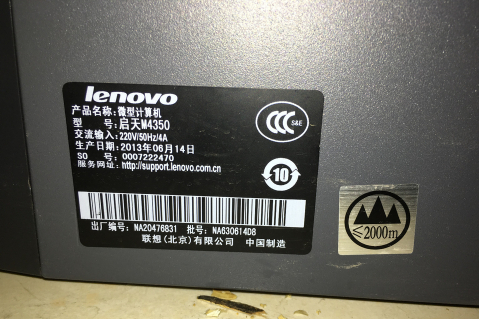 lenovo
产品名称: 微型计算机
型 号: 启天M4350
交流输入: 220V/50Hz/4A
生产日期: 2013年06月14日
SO 号: 0007222470
服务网址: http://support.lenovo.com.cn
CCC S&E
10
出厂编号: NA20476831 批号: NA630614D8
联想(北京)有限公司 中国制造
≤2000m